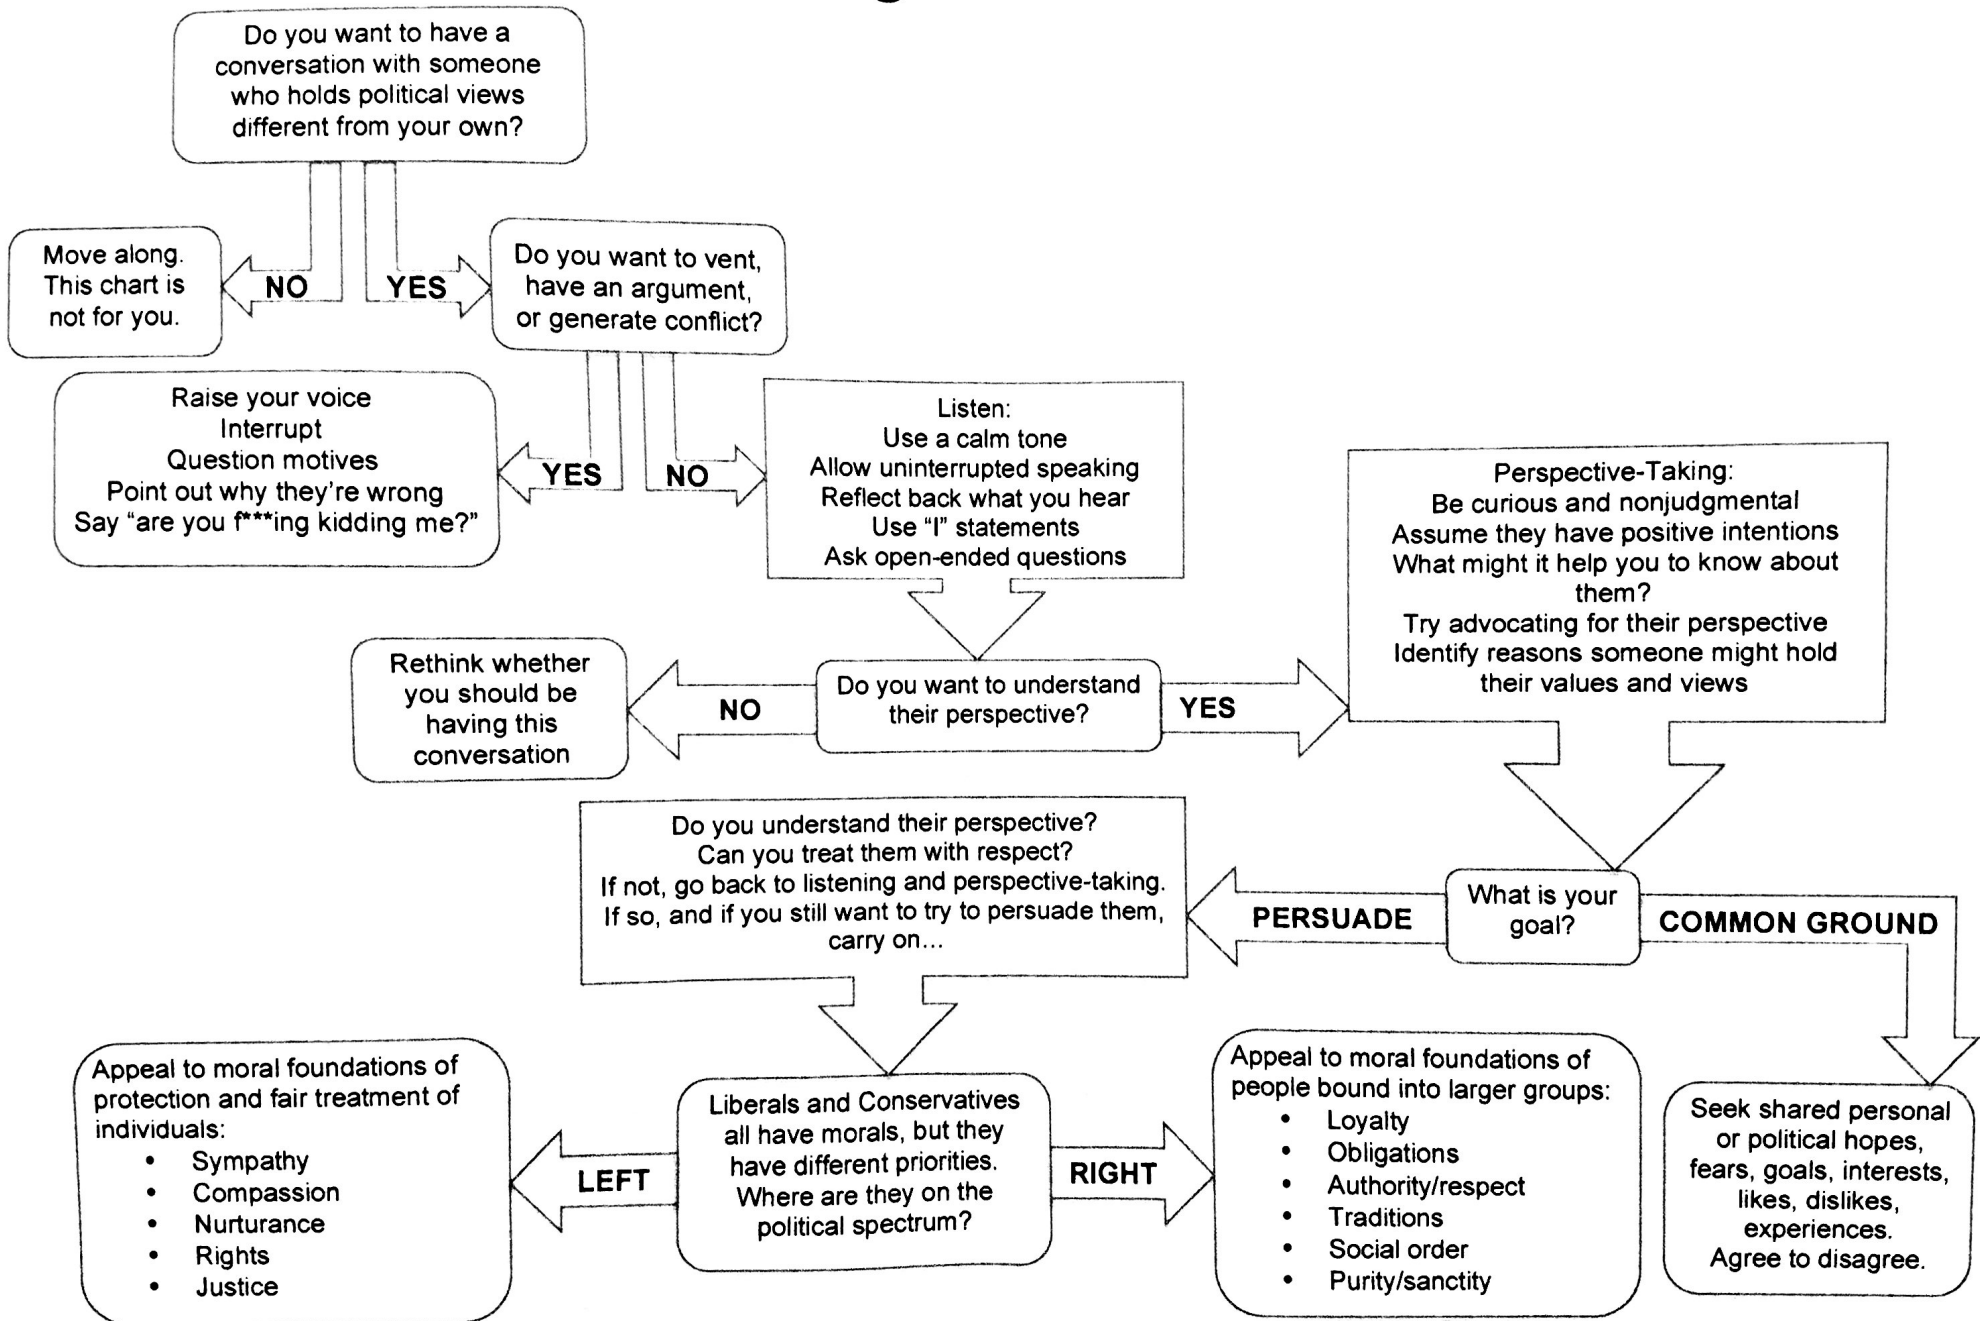 Do you want to have a
conversation with someone
who holds political views
different from your own?
Move along.
This chart is
not for you.
NO
YES
Do you want to vent,
have an argument,
or generate conflict?
Raise your voice
Interrupt
Question motives
Point out why they're wrong
Say “are you f***ing kidding me?”
YES
NO
Listen:
Use a calm tone
Allow uninterrupted speaking
Reflect back what you hear
Use “I” statements
Ask open-ended questions
Perspective-Taking:
Be curious and nonjudgmental
Assume they have positive intentions
What might it help you to know about
them?
Try advocating for their perspective
Identify reasons someone might hold
their values and views
Rethink whether
you should be
having this
conversation
NO
Do you want to understand
their perspective?
YES
Do you understand their perspective?
Can you treat them with respect?
If not, go back to listening and perspective-taking.
If so, and if you still want to try to persuade them,
carry on…
PERSUADE
What is your
goal?
COMMON GROUND
Appeal to moral foundations of
protection and fair treatment of
individuals:
• Sympathy
• Compassion
• Nurturance
• Rights
• Justice
LEFT
Liberals and Conservatives
all have morals, but they
have different priorities.
Where are they on the
political spectrum?
RIGHT
Appeal to moral foundations of
people bound into larger groups:
• Loyalty
• Obligations
• Authority/respect
• Traditions
• Social order
• Purity/sanctity
Seek shared personal
or political hopes,
fears, goals, interests,
likes, dislikes,
experiences.
Agree to disagree.